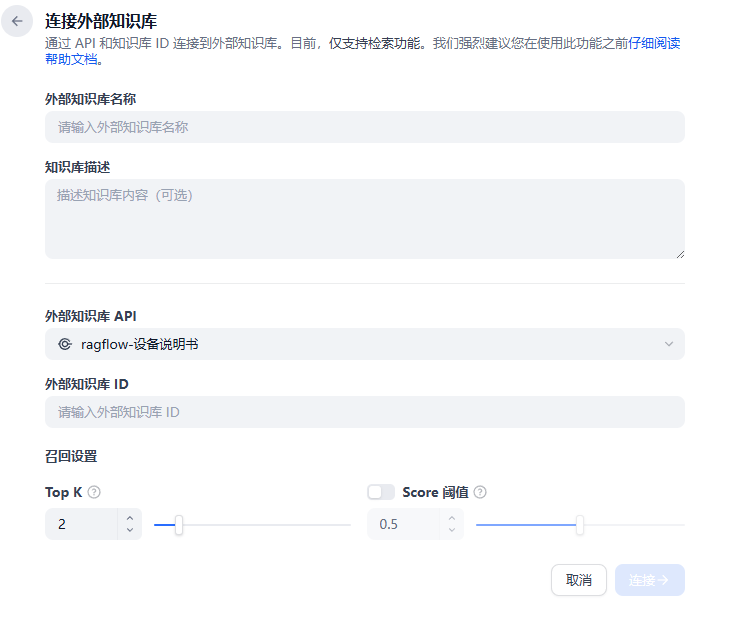 连接外部知识库
通过 API 和知识库 ID 连接到外部知识库。目前，仅支持检索功能。我们强烈建议您在使用此功能之前仔细阅读
帮助文档。
外部知识库名称
请输入外部知识库名称
知识库描述
描述知识库内容（可选）
外部知识库 API
ragflow-设备说明书
外部知识库 ID
请输入外部知识库 ID
召回设置
Top K
Score 阈值
2
0.5
取消
连接